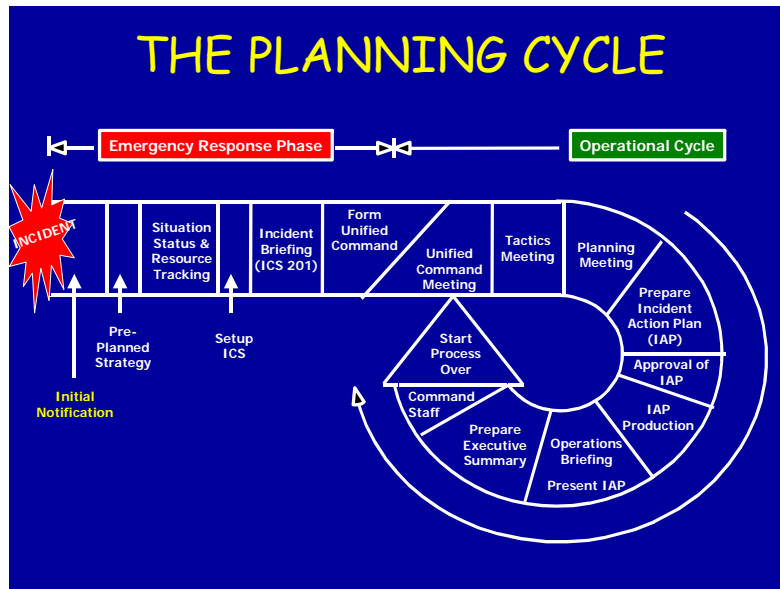 THE PLANNING CYCLE
Emergency Response Phase
Operational Cycle
INCIDENT
Situation
Status &
Resource
Tracking
Incident
Briefing
(ICS 201)
Form
Unified
Command
Unified
Command
Meeting
Tactics
Meeting
Planning
Meeting
Prepare
Incident
Action Plan
(IAP)
Approval of
IAP
IAP
Production
Operations
Briefing
Present IAP
Prepare
Executive
Summary
Command
Staff
Start
Process
Over
Pre-
Planned
Strategy
Setup
ICS
Initial
Notification